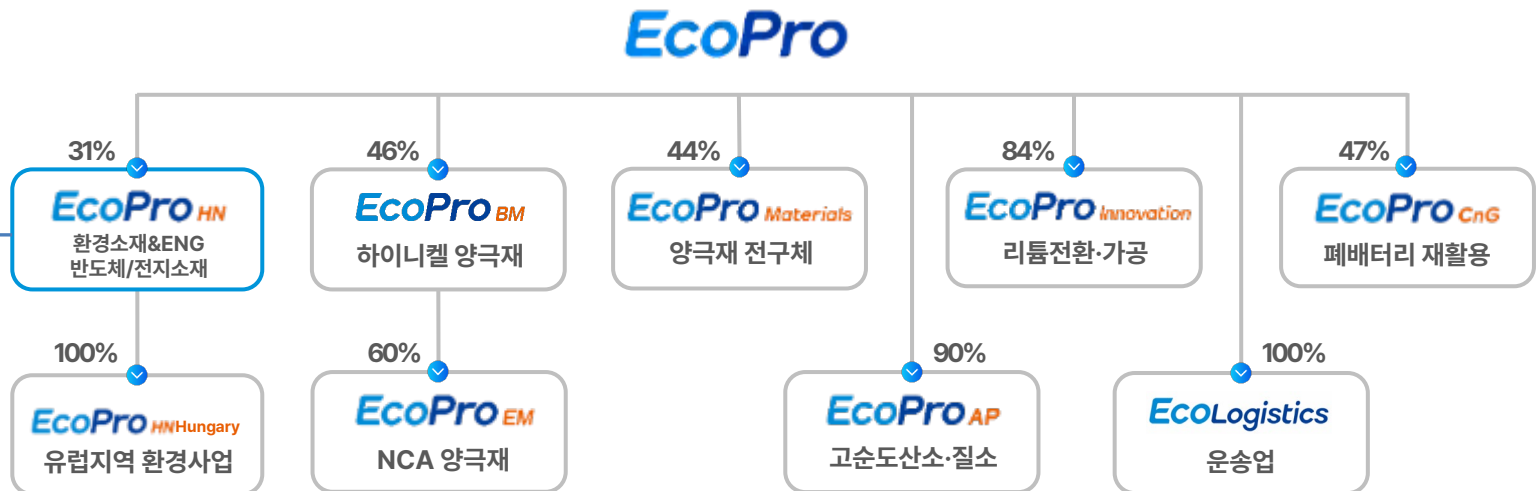 EcoPro
31%
EcoPro HN
환경소재&ENG
반도체/전지소재
46%
EcoPro BM
하이니켈 양극재
44%
EcoPro Materials
양극재 전구체
84%
EcoPro Innovation
리튬전환·가공
47%
EcoPro CnG
폐배터리 재활용
100%
EcoPro HN Hungary
유럽지역 환경사업
60%
EcoPro EM
NCA 양극재
90%
EcoPro AP
고순도산소·질소
100%
EcoLogistics
운송업